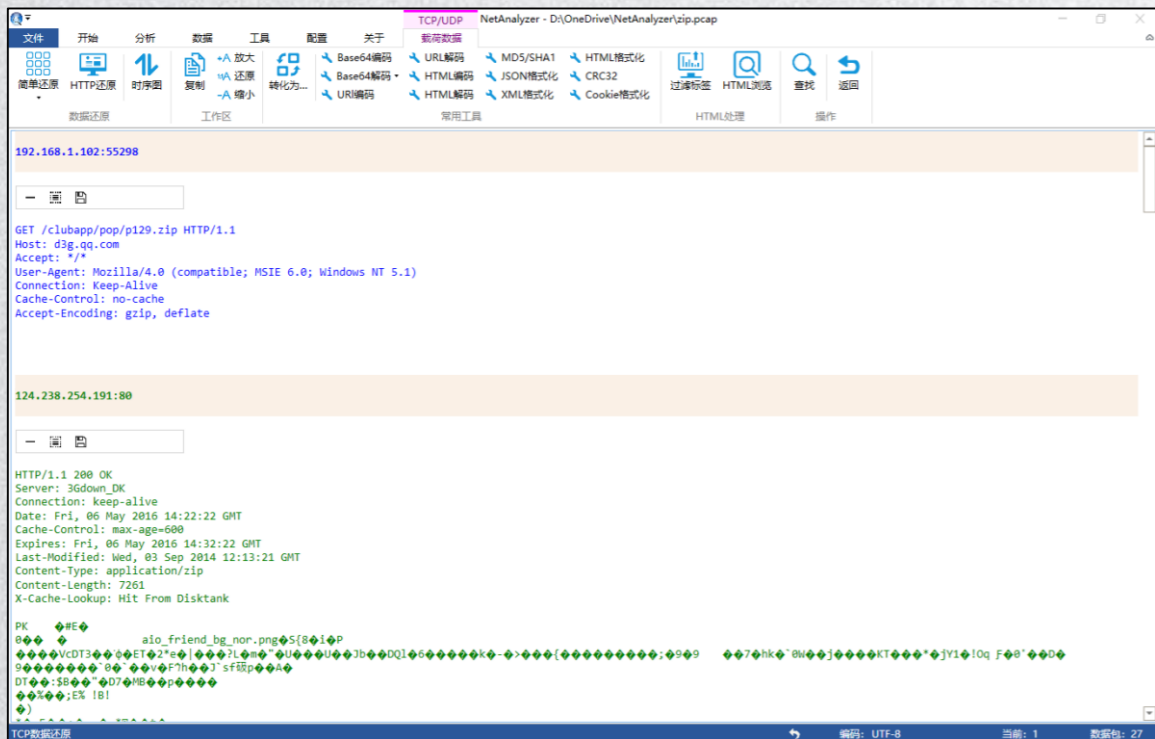 TCP/UDP NetAnalyzer - D:\OneDrive\NetAnalyzer\zip.pcap
文件 开始 分析 数据 工具 配置 关于 载荷数据
简单还原 HTTP还原 时序图 复制 +A 放大 转化为... Base64编码 URL解码 MD5/SHA1 HTML格式化 过滤标签 HTML浏览 查找 返回
A 还原 Base64解码 HTML编码 JSON格式化 CRC32
-A 缩小 URI编码 HTML解码 XML格式化 Cookie格式化
数据还原 工作区 常用工具 HTML处理 操作
192.168.1.102:55298
GET /clubapp/pop/p129.zip HTTP/1.1
Host: d3g.qq.com
Accept: */*
User-Agent: Mozilla/4.0 (compatible; MSIE 6.0; Windows NT 5.1)
Connection: Keep-Alive
Cache-Control: no-cache
Accept-Encoding: gzip, deflate
124.238.254.191:80
HTTP/1.1 200 OK
Server: 3Gdown_DK
Connection: keep-alive
Date: Fri, 06 May 2016 14:22:22 GMT
Cache-Control: max-age=600
Expires: Fri, 06 May 2016 14:32:22 GMT
Last-Modified: Wed, 03 Sep 2014 12:13:21 GMT
Content-Type: application/zip
Content-Length: 7261
X-Cache-Lookup: Hit From Disktank
PK �#E�
0�� � aio_friend_bg_nor.png�S{8�i�P
DT��:$B��"�D7�MB��p����
��%��;E% !B!
�)
TCP数据还原 编码: UTF-8 当前: 1 数据包: 27